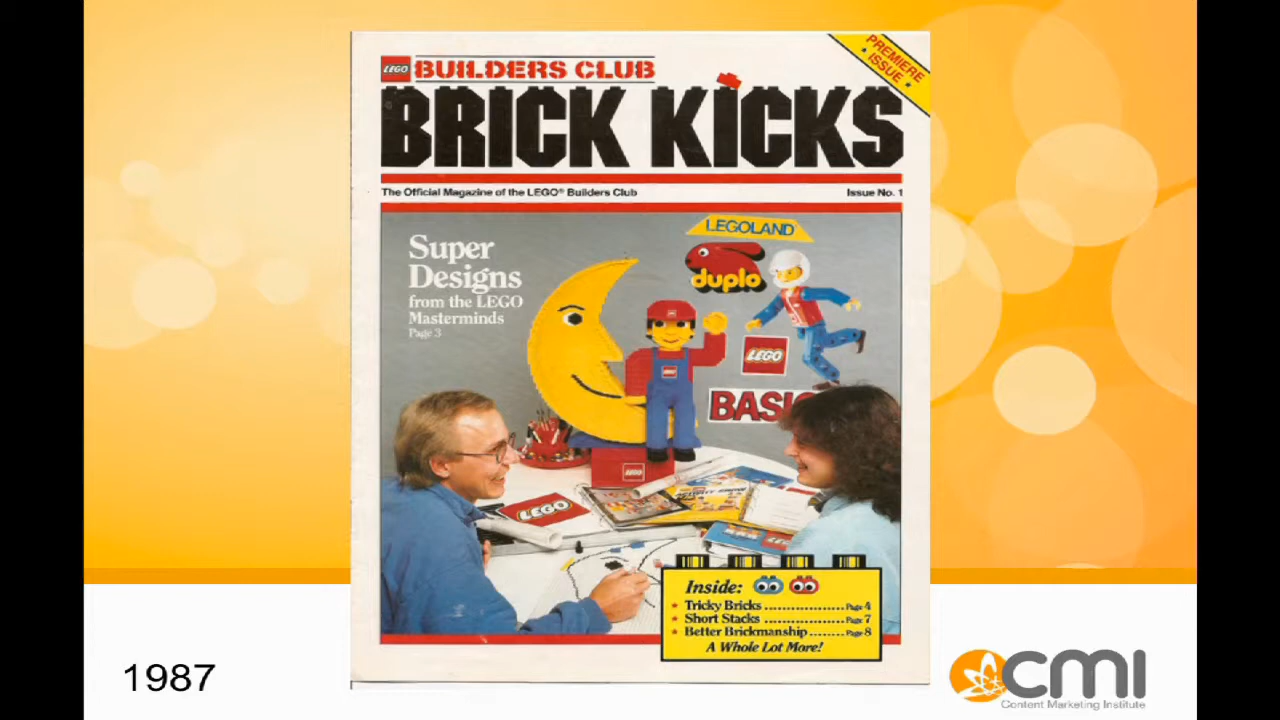 LEGO BUILDERS CLUB
PREMIERE
ISSUE
BRICK KICKS
The Official Magazine of the LEGO® Builders Club
Issue No. 1
Super
Designs
from the LEGO
Masterminds
Page 3
LEGOLAND
duplo
LEGO
BASIC
LEGO
LEGO
Inside:
Tricky Bricks ........................ Page 4
Short Stacks ........................ Page 7
Better Brickmanship ........ Page 8
A Whole Lot More!
1987
CMI
Content Marketing Institute